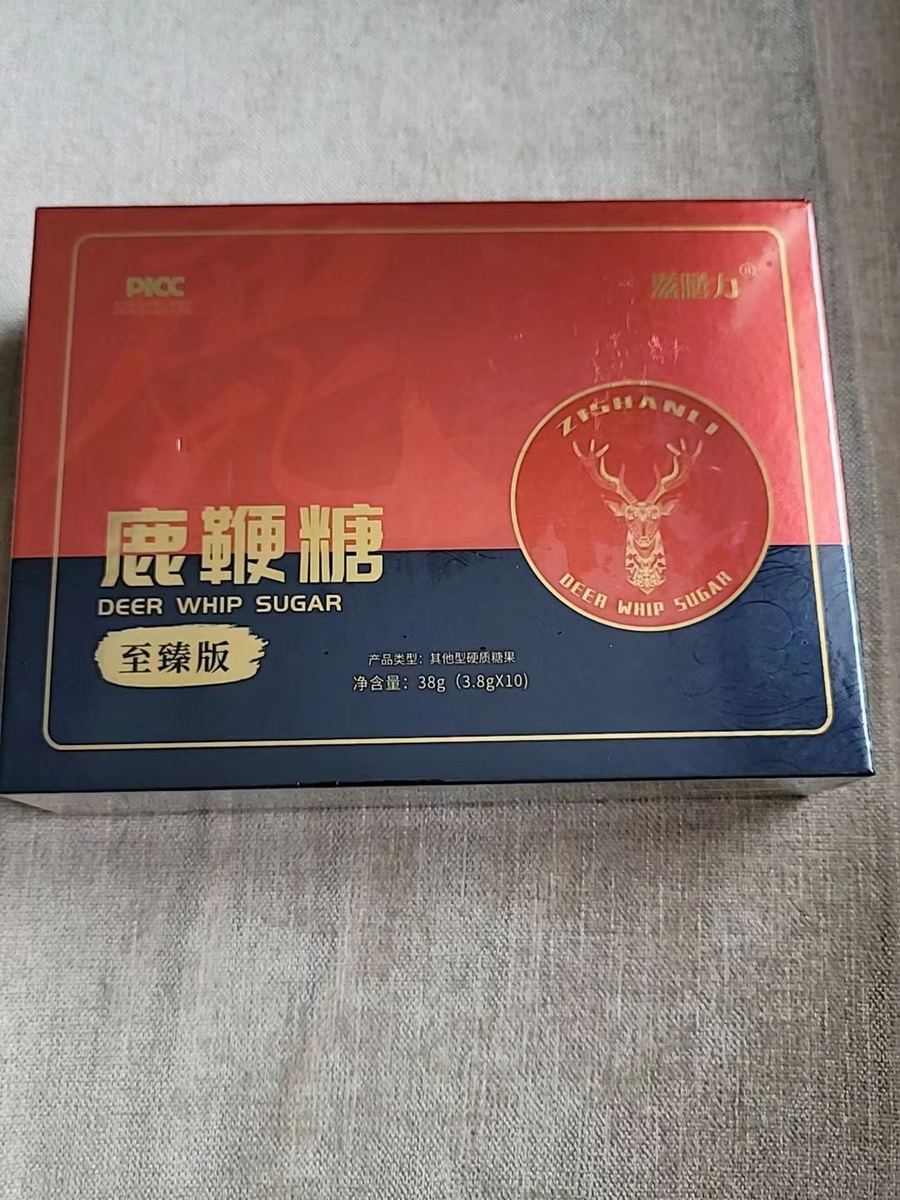 PICC
滋膳力®
ZISHANLI
DEER WHIP SUGAR
鹿鞭糖
DEER WHIP SUGAR
至臻版
产品类型：其他型硬质糖果
净含量：38g（3.8gX10)